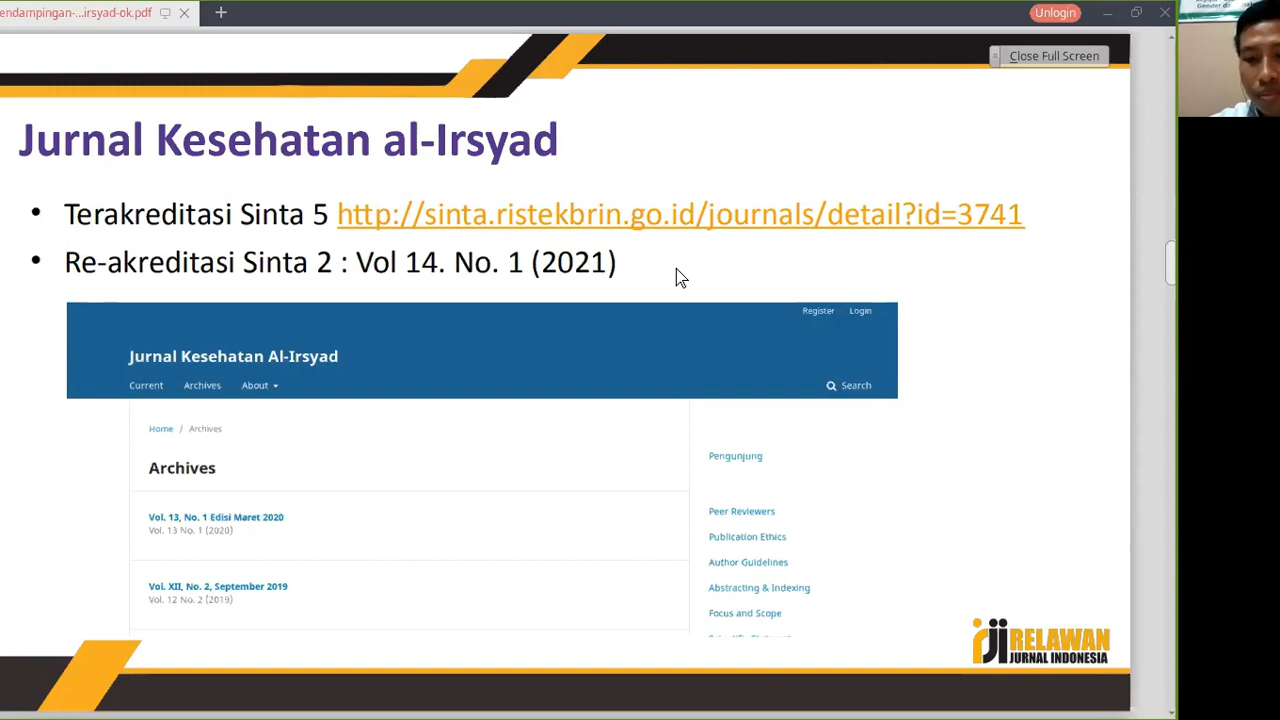 endampingan-...irsyad-ok.pdf
Unlogin
Close Full Screen
Jurnal Kesehatan al-Irsyad
• Terakreditasi Sinta 5 http://sinta.ristekbrin.go.id/journals/detail?id=3741
• Re-akreditasi Sinta 2 : Vol 14. No. 1 (2021)
Register Login
Jurnal Kesehatan Al-Irsyad
Current Archives About
Search
Home / Archives
Archives
Vol. 13, No. 1 Edisi Maret 2020
Vol. 13 No. 1 (2020)
Vol. XII, No. 2, September 2019
Vol. 12 No. 2 (2019)
Pengunjung
Peer Reviewers
Publication Ethics
Author Guidelines
Abstracting & Indexing
Focus and Scope
RELAWAN
JURNAL INDONESIA